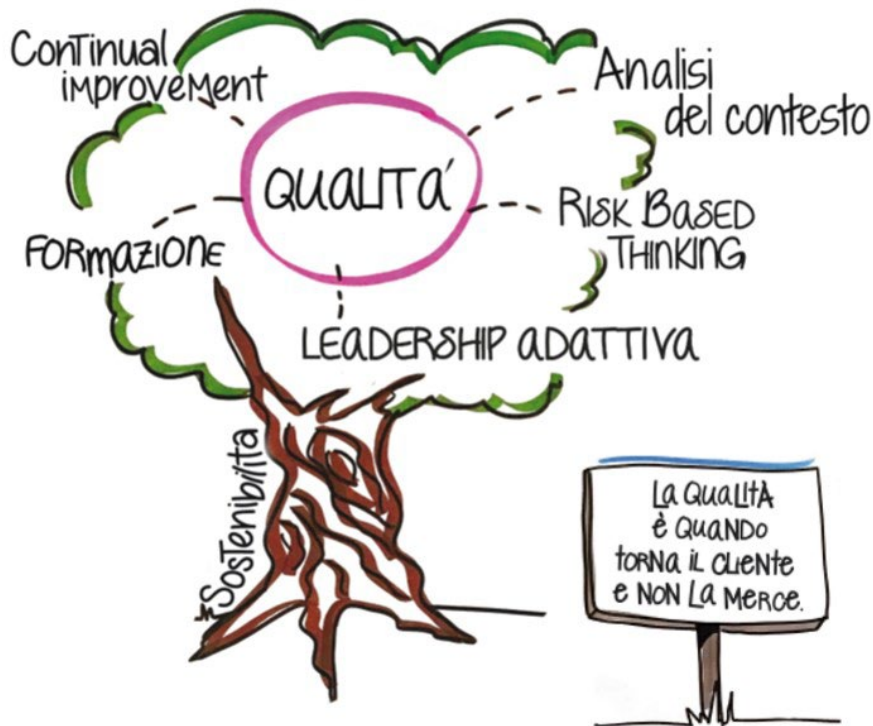 Continual
improvement
Analisi
del contesto
QUALITA'
FORMAZIONE
RISK BASED
THINKING
LEADERSHIP ADATTIVA
Sostenibilita
La QUALITÀ
è QUANDO
TORNA IL CLIENTE
e NON La MERCE.